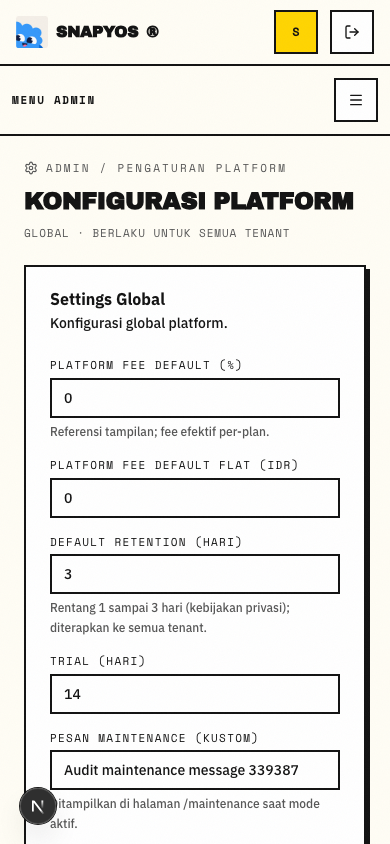 SNAPYOS ®
S
MENU ADMIN
ADMIN / PENGATURAN PLATFORM
KONFIGURASI PLATFORM
GLOBAL · BERLAKU UNTUK SEMUA TENANT
Settings Global
Konfigurasi global platform.
PLATFORM FEE DEFAULT (%)
0
Referensi tampilan; fee efektif per-plan.
PLATFORM FEE DEFAULT FLAT (IDR)
0
DEFAULT RETENTION (HARI)
3
Rentang 1 sampai 3 hari (kebijakan privasi);
diterapkan ke semua tenant.
TRIAL (HARI)
14
PESAN MAINTENANCE (KUSTOM)
Audit maintenance message 339387
itampilkan di halaman /maintenance saat mode
aktif.
N